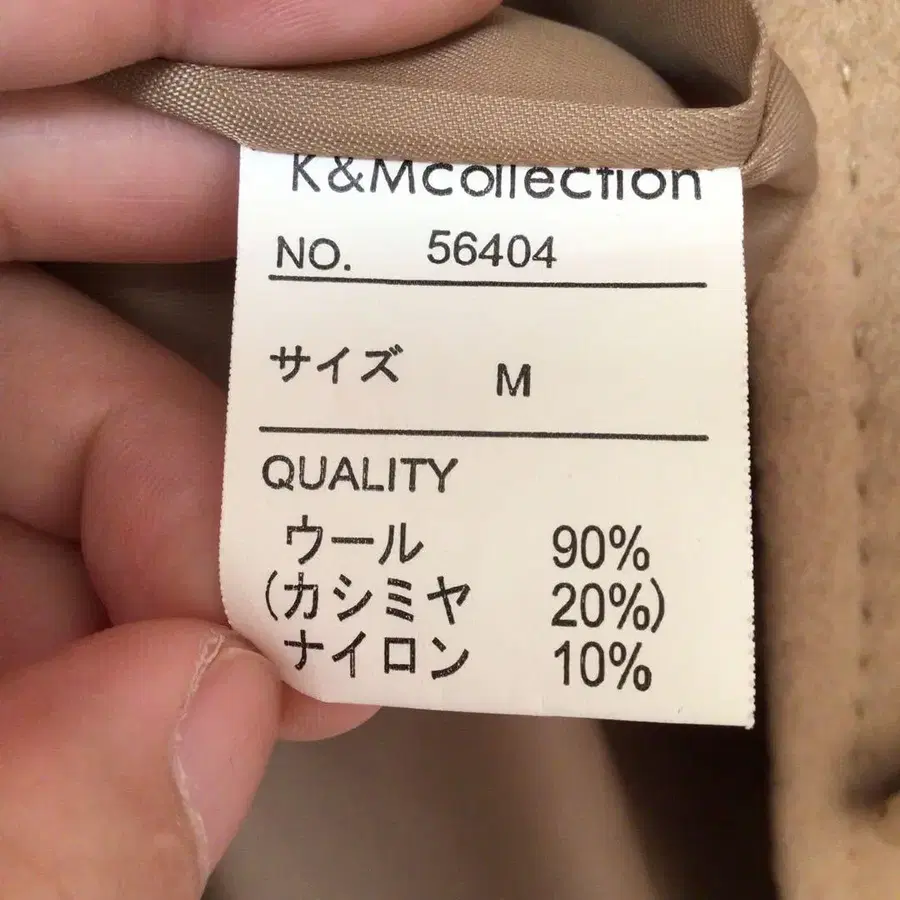 K&Mcollection
NO. 56404
サイズ M
QUALITY
ウール 90%
(カシミヤ 20%)
ナイロン 10%